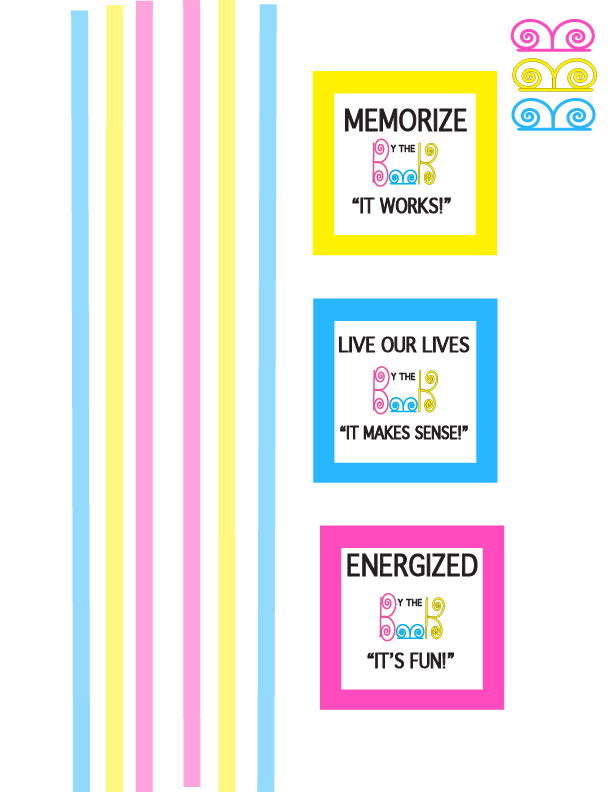 MEMORIZE
BY THE
Book
“IT WORKS!”
LIVE OUR LIVES
BY THE
Book
“IT MAKES SENSE!”
ENERGIZED
BY THE
Book
“IT’S FUN!”